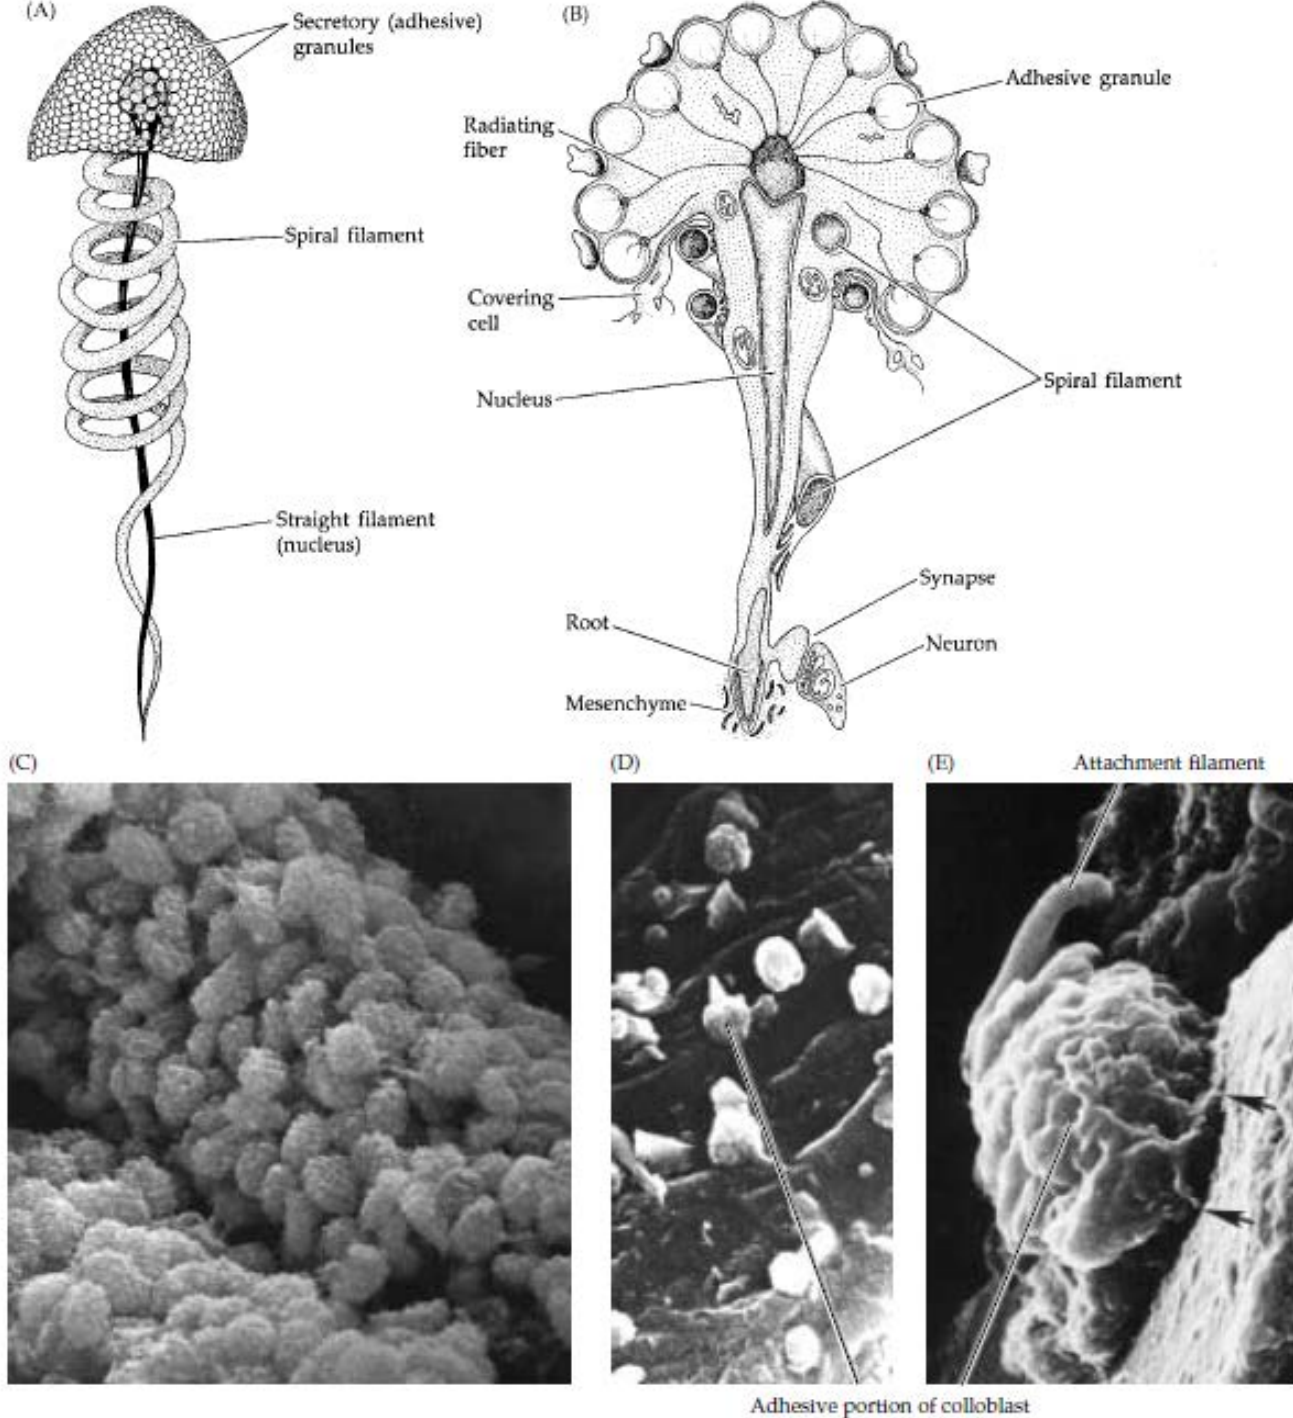 (A)
Secretory (adhesive)
granules
Spiral filament
Straight filament
(nucleus)
(B)
Adhesive granule
Radiating
fiber
Covering
cell
Nucleus
Spiral filament
Synapse
Root
Neuron
Mesenchyme
(C)
(D)
(E)
Attachment filament
Adhesive portion of colloblast